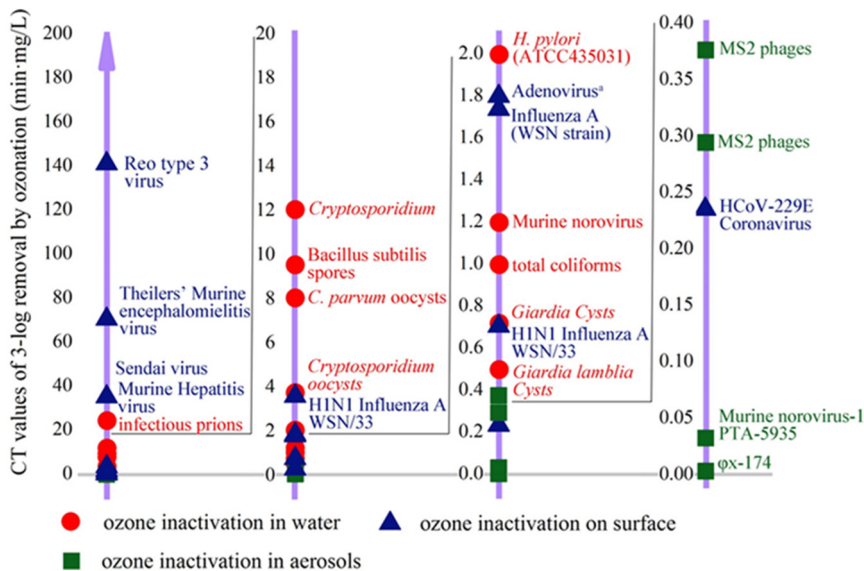 CT values of 3-log removal by ozonation (min·mg/L)
200
180
160
140
120
100
80
60
40
20
0
Reo type 3
virus
Theilers' Murine
encephalomielitis
virus
Sendai virus
Murine Hepatitis
virus
infectious prions
20
18
16
14
12
10
8
6
4
2
0
Cryptosporidium
Bacillus subtilis
spores
C. parvum oocysts
Cryptosporidium
oocysts
H1N1 Influenza A
WSN/33
2.0
1.8
1.6
1.4
1.2
1.0
0.8
0.6
0.4
0.2
0.0
H. pylori
(ATCC435031)
Adenovirusᵃ
Influenza A
(WSN strain)
Murine norovirus
total coliforms
Giardia Cysts
H1N1 Influenza A
WSN/33
Giardia lamblia
Cysts
0.40
0.35
0.30
0.25
0.20
0.15
0.10
0.05
0.00
MS2 phages
MS2 phages
HCoV-229E
Coronavirus
Murine norovirus-1
PTA-5935
φx-174
ozone inactivation in water
ozone inactivation on surface
ozone inactivation in aerosols